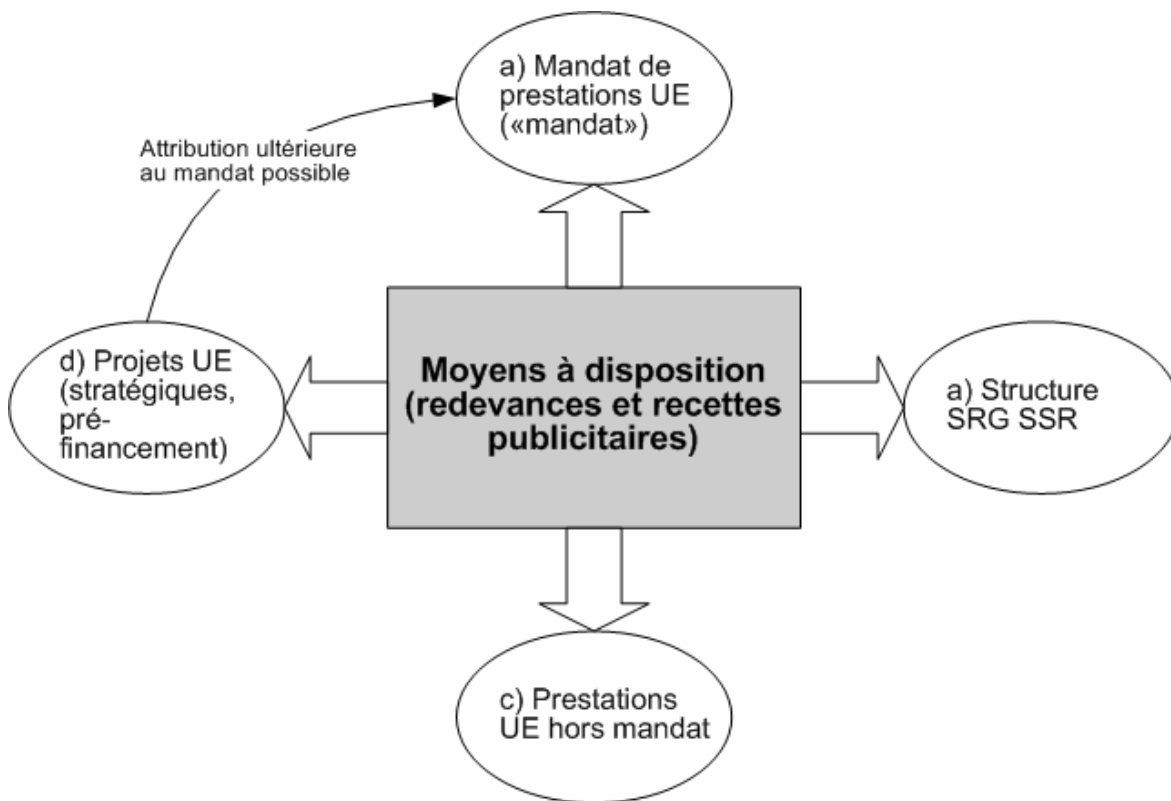 a) Mandat de
prestations UE
(«mandat»)
Attribution ultérieure
au mandat possible
d) Projets UE
(stratégiques,
pré-
financement)
Moyens à disposition
(redevances et recettes
publicitaires)
a) Structure
SRG SSR
c) Prestations
UE hors mandat